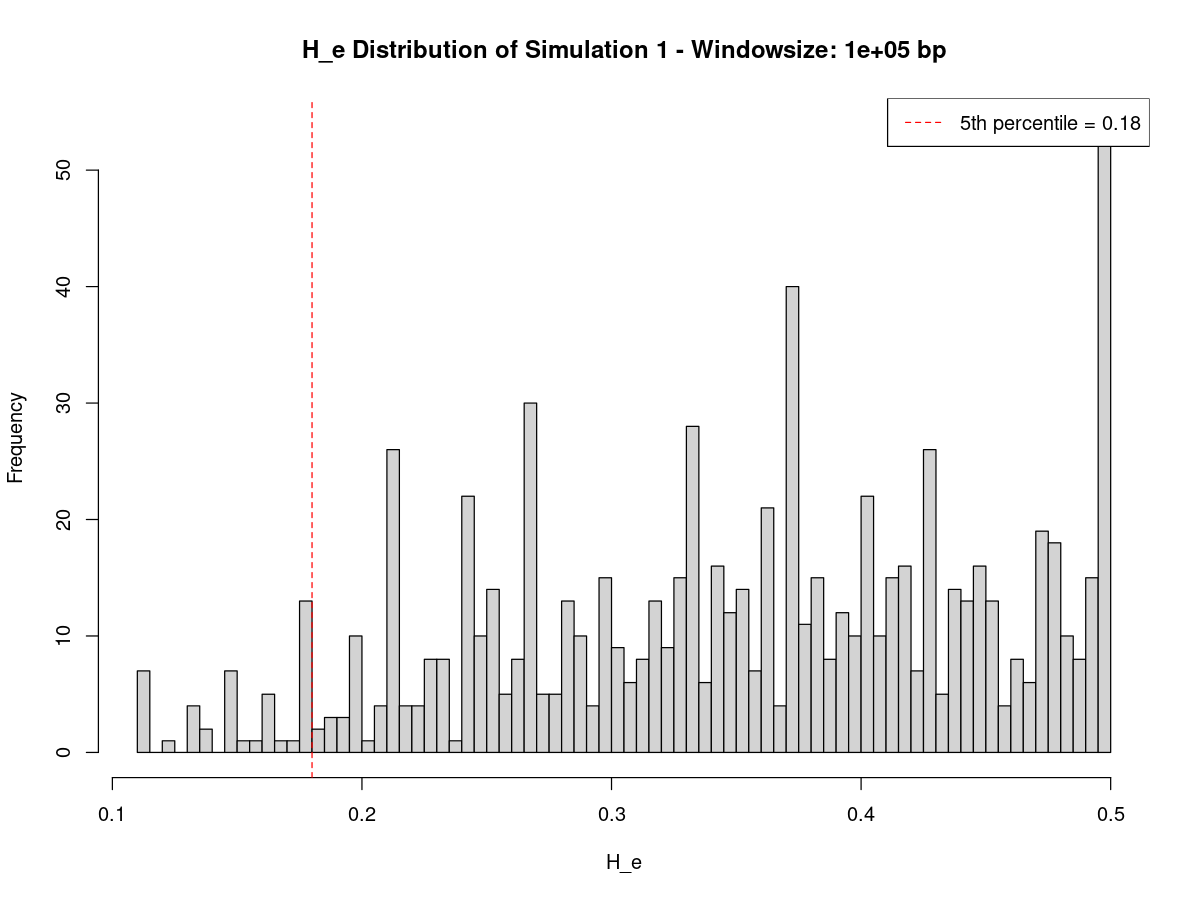 H_e Distribution of Simulation 1 - Windowsize: 1e+05 bp
5th percentile = 0.18
Frequency
50
40
30
20
10
0
0.1 0.2 0.3 0.4 0.5
H_e